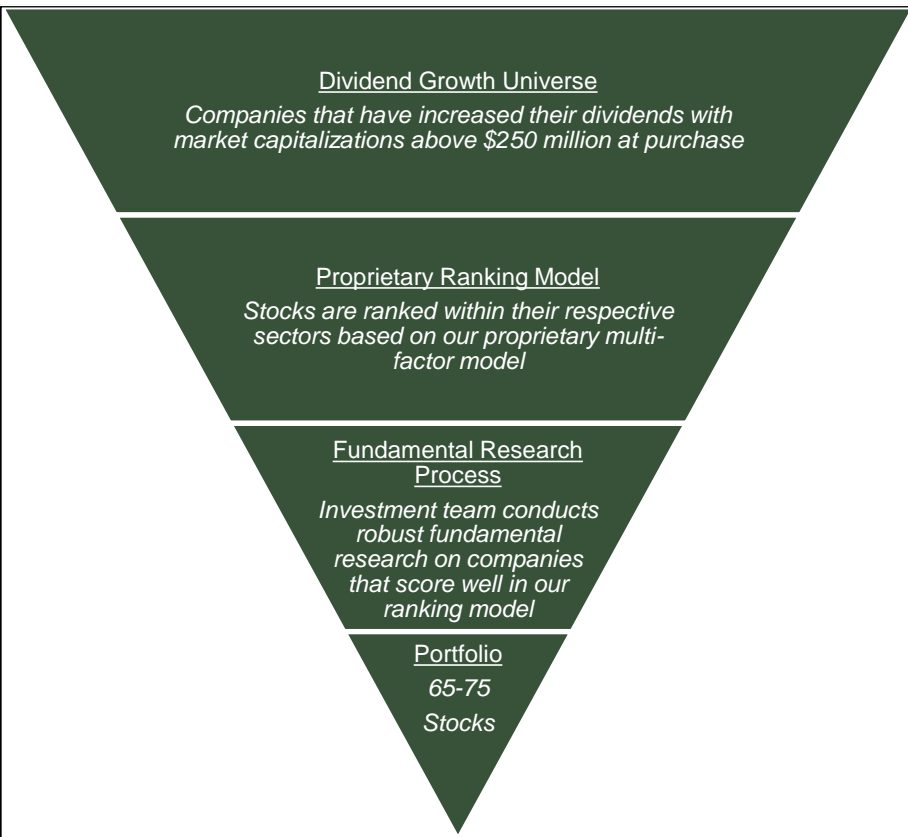 Dividend Growth Universe
Companies that have increased their dividends with
market capitalizations above $250 million at purchase
Proprietary Ranking Model
Stocks are ranked within their respective
sectors based on our proprietary multi-
factor model
Fundamental Research
Process
Investment team conducts
robust fundamental
research on companies
that score well in our
ranking model
Portfolio
65-75
Stocks